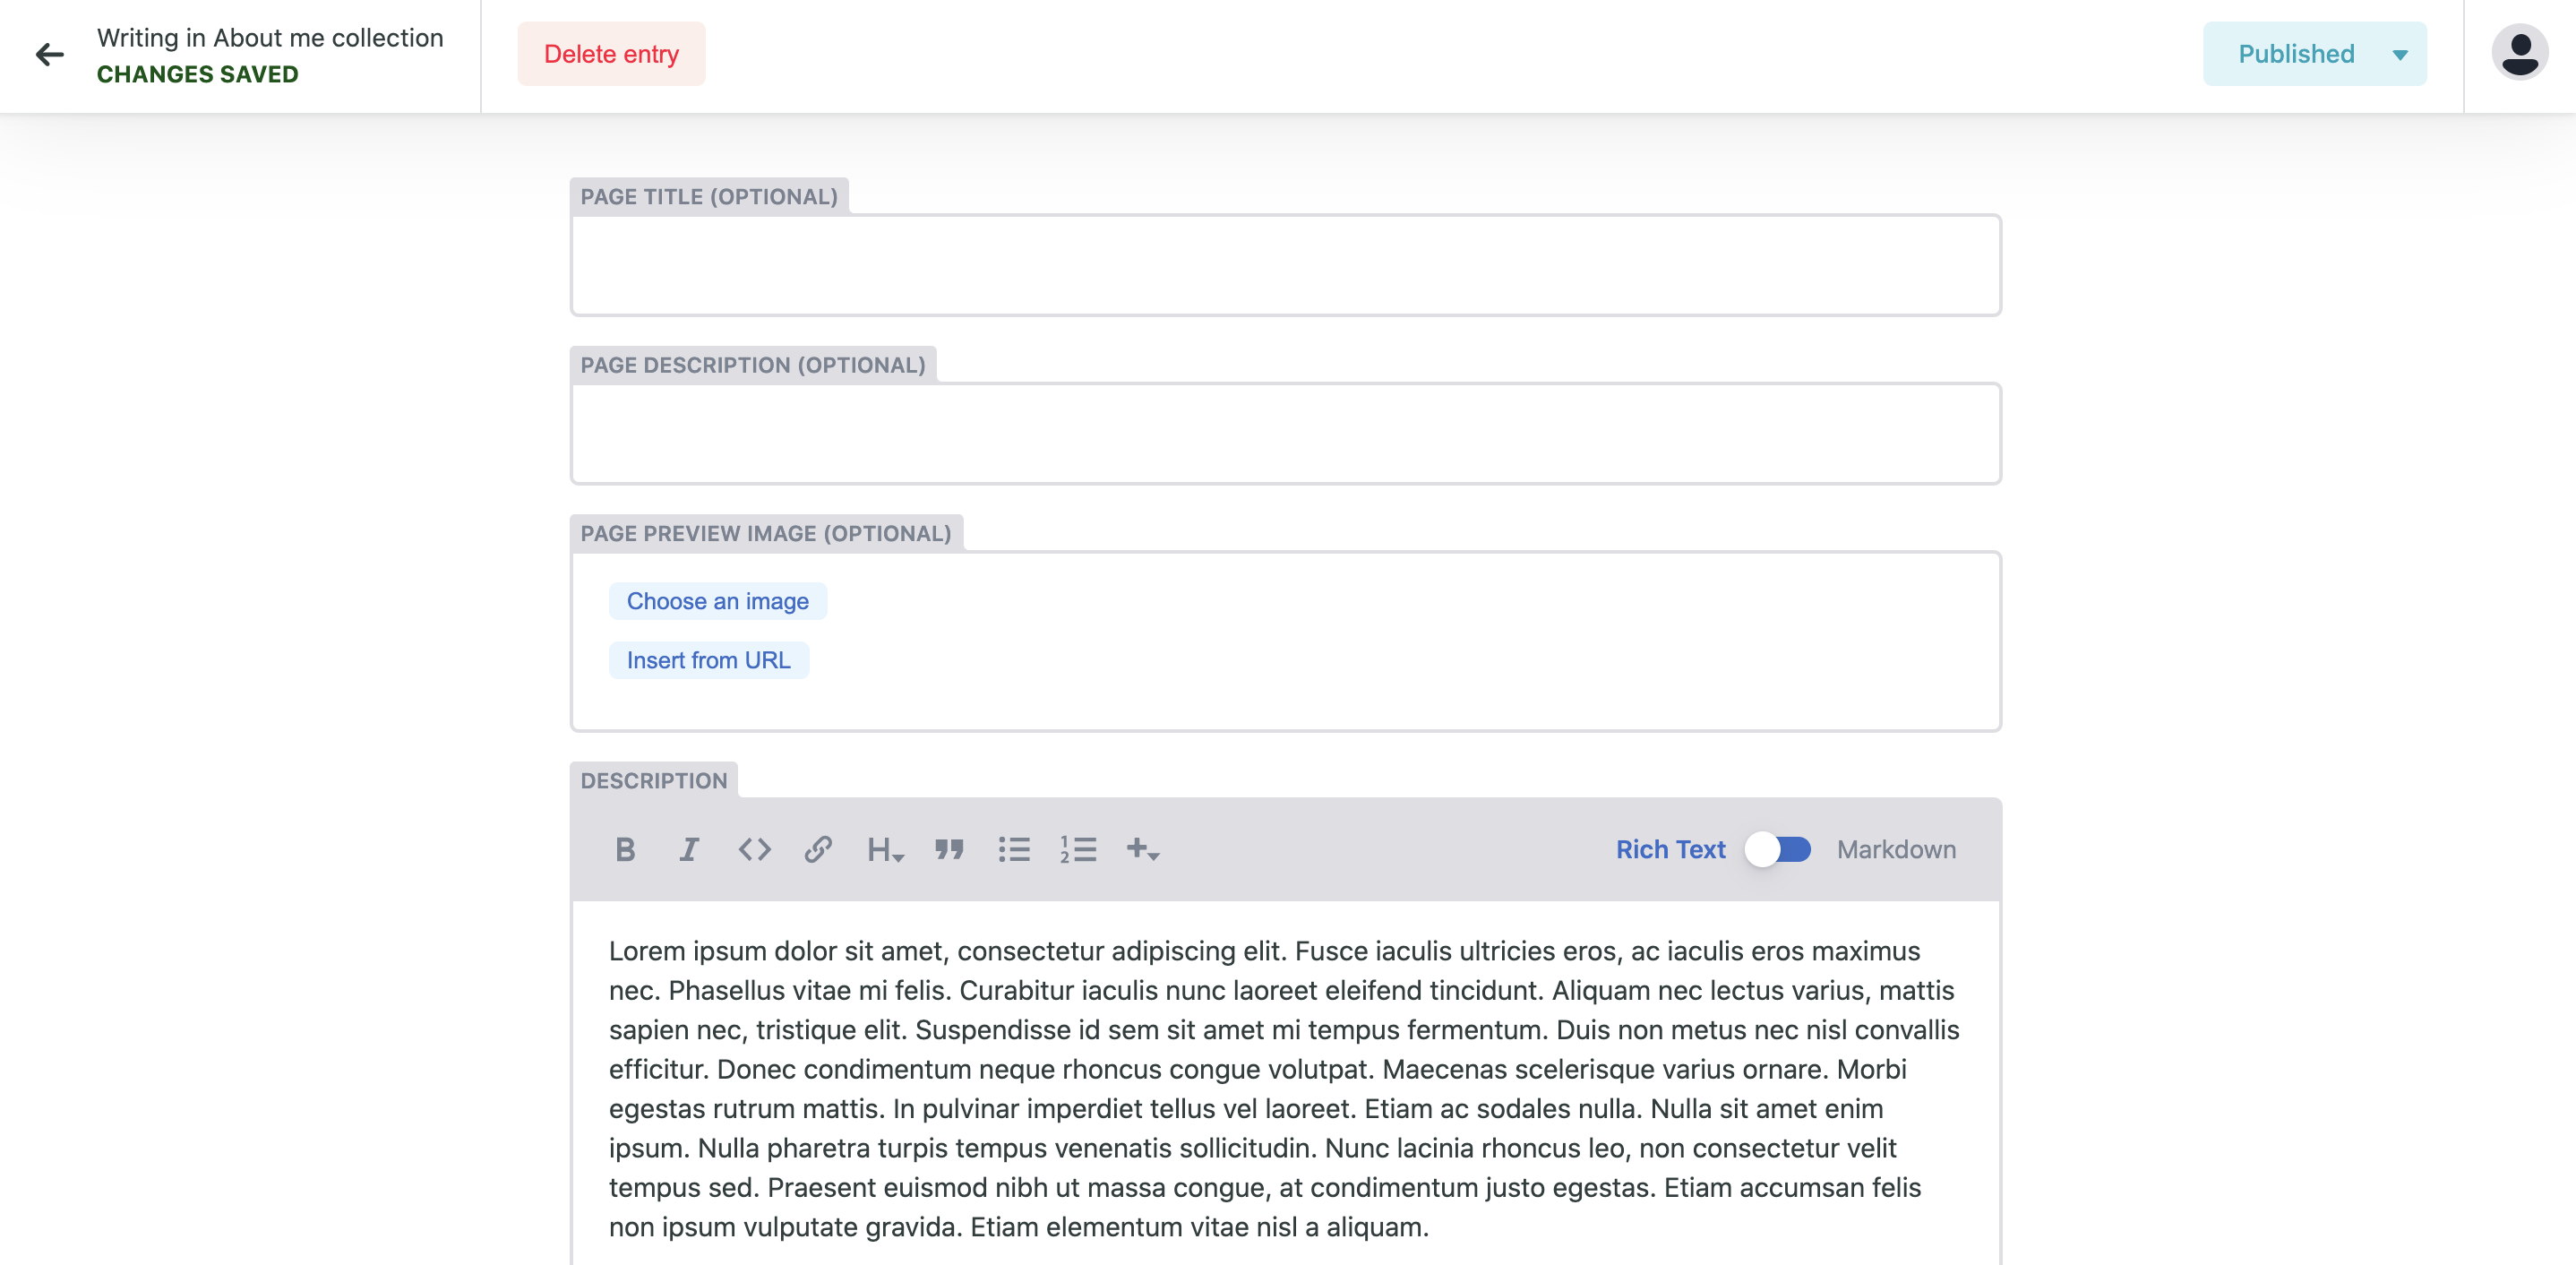 Writing in About me collection
CHANGES SAVED
Delete entry
Published
PAGE TITLE (OPTIONAL)
PAGE DESCRIPTION (OPTIONAL)
PAGE PREVIEW IMAGE (OPTIONAL)
Choose an image
Insert from URL
DESCRIPTION
B I <> H 1 2 + Rich Text Markdown
Lorem ipsum dolor sit amet, consectetur adipiscing elit. Fusce iaculis ultricies eros, ac iaculis eros maximus
nec. Phasellus vitae mi felis. Curabitur iaculis nunc laoreet eleifend tincidunt. Aliquam nec lectus varius, mattis
sapien nec, tristique elit. Suspendisse id sem sit amet mi tempus fermentum. Duis non metus nec nisl convallis
efficitur. Donec condimentum neque rhoncus congue volutpat. Maecenas scelerisque varius ornare. Morbi
egestas rutrum mattis. In pulvinar imperdiet tellus vel laoreet. Etiam ac sodales nulla. Nulla sit amet enim
ipsum. Nulla pharetra turpis tempus venenatis sollicitudin. Nunc lacinia rhoncus leo, non consectetur velit
tempus sed. Praesent euismod nibh ut massa congue, at condimentum justo egestas. Etiam accumsan felis
non ipsum vulputate gravida. Etiam elementum vitae nisl a aliquam.